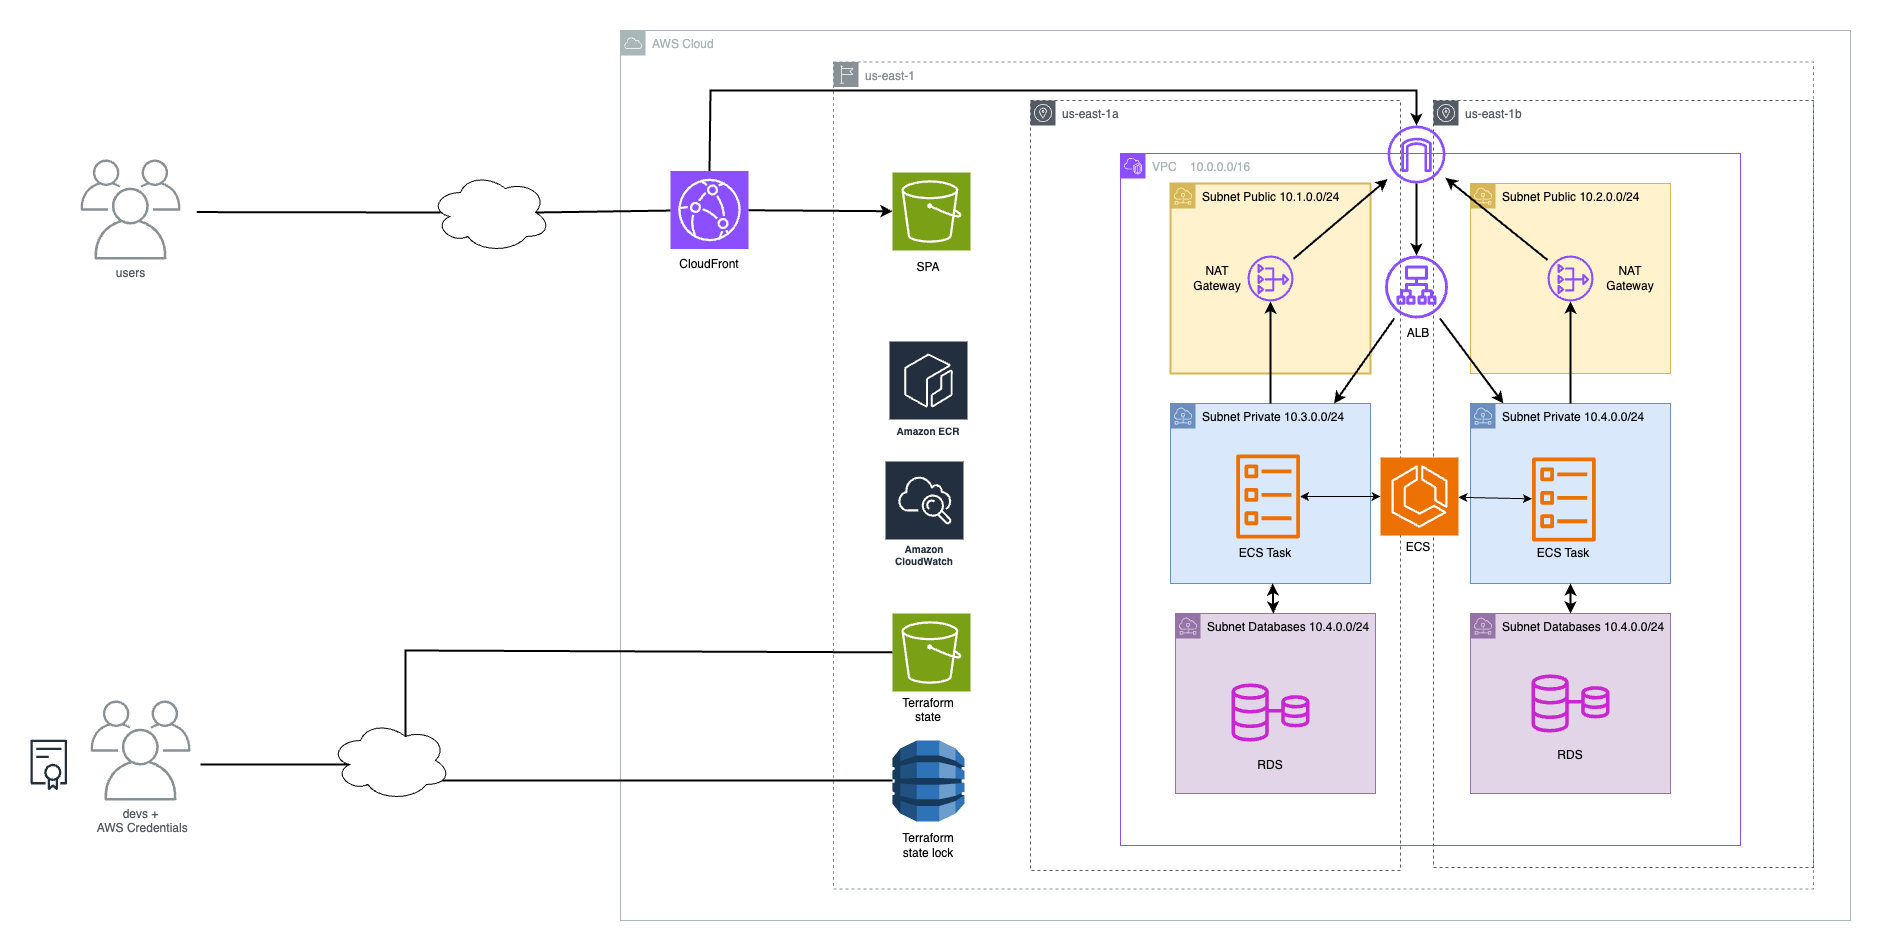 AWS Cloud
us-east-1
us-east-1a
us-east-1b
VPC 10.0.0.0/16
Subnet Public 10.1.0.0/24
Subnet Public 10.2.0.0/24
NAT
Gateway
NAT
Gateway
ALB
users
CloudFront
SPA
Amazon ECR
Subnet Private 10.3.0.0/24
Subnet Private 10.4.0.0/24
ECS Task
ECS
ECS Task
Amazon
CloudWatch
Subnet Databases 10.4.0.0/24
Subnet Databases 10.4.0.0/24
RDS
RDS
Terraform
state
devs +
AWS Credentials
Terraform
state lock